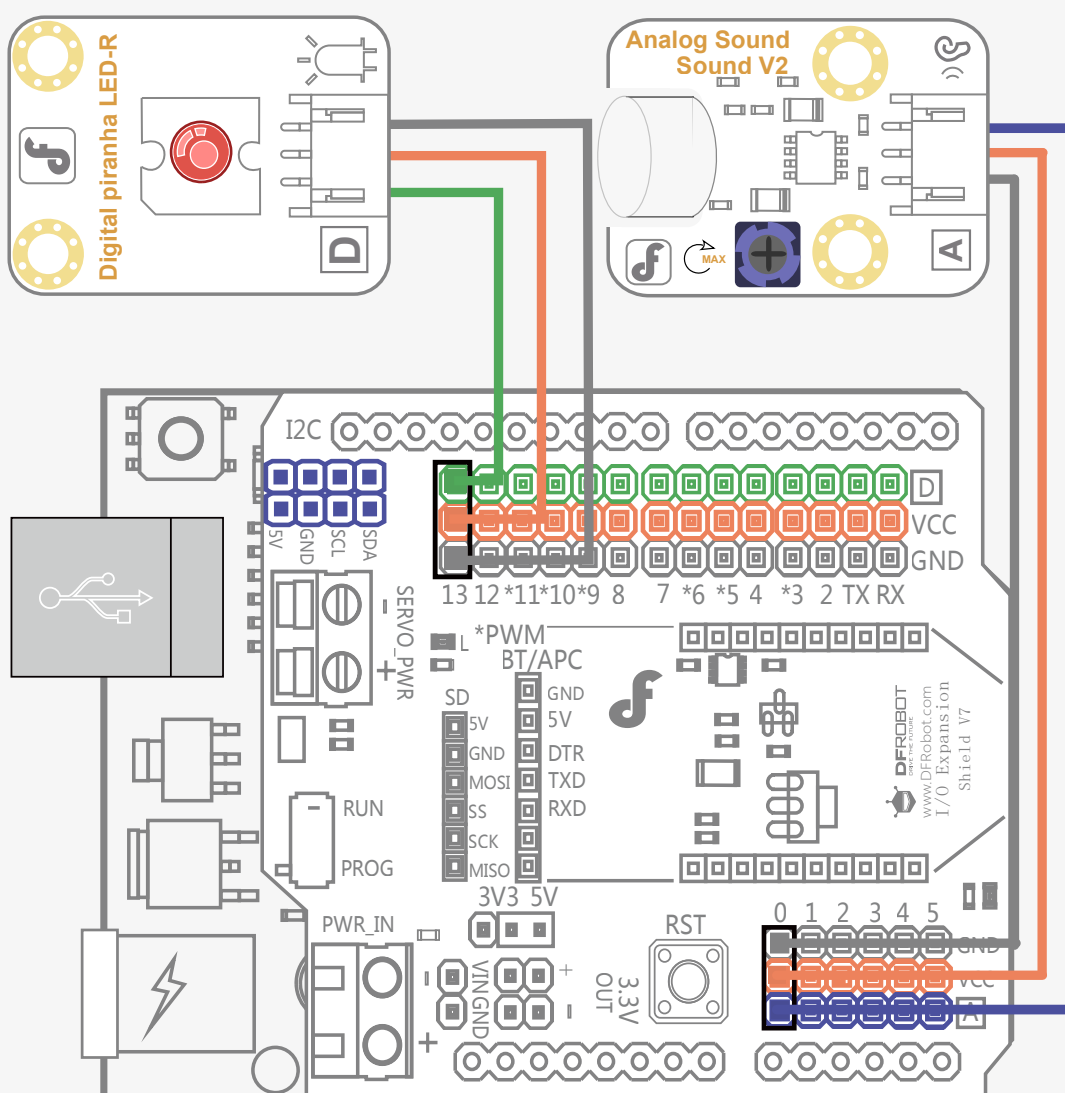 Digital piranha LED-R
D
Analog Sound
Sound V2
MAX
A
I2C
D
VCC
GND
5V
GND
SCL
SDA
13 12 *11 *10 *9 8 7 *6 *5 4 *3 2 TX RX
- SERVO_PWR +
L
*PWM
BT/APC
GND
5V
DTR
TXD
RXD
SD
5V
GND
MOSI
SS
SCK
MISO
DFROBOT
DRIVE THE FUTURE
www.DFRobot.com
I/O Expansion
Shield V7
RUN
PROG
3V3 5V
PWR_IN
- +
VIN
GND
+
-
3.3V
OUT
RST
0 1 2 3 4 5
GND
VCC
A